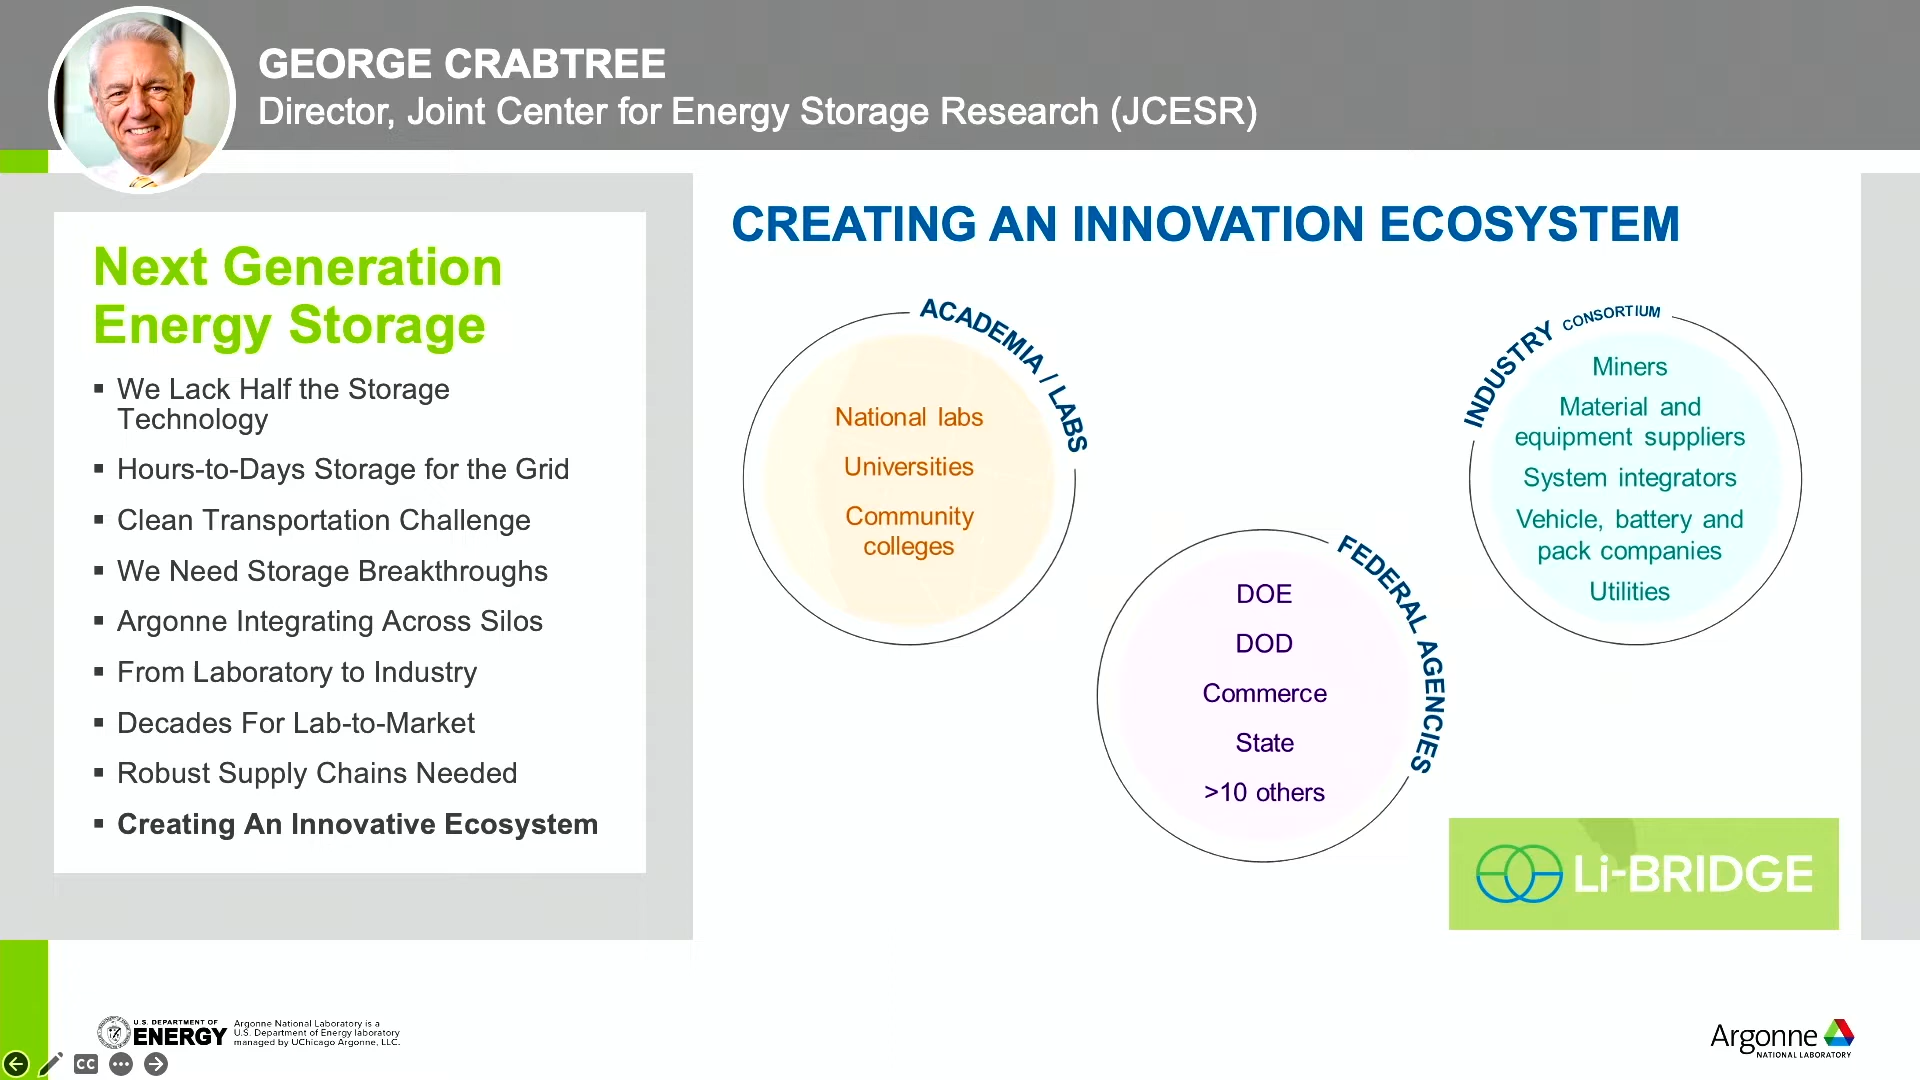 GEORGE CRABTREE
Director, Joint Center for Energy Storage Research (JCESR)
Next Generation
Energy Storage
▪ We Lack Half the Storage
Technology
▪ Hours-to-Days Storage for the Grid
▪ Clean Transportation Challenge
▪ We Need Storage Breakthroughs
▪ Argonne Integrating Across Silos
▪ From Laboratory to Industry
▪ Decades For Lab-to-Market
▪ Robust Supply Chains Needed
▪ Creating An Innovative Ecosystem
CREATING AN INNOVATION ECOSYSTEM
ACADEMIA / LABS
National labs
Universities
Community
colleges
FEDERAL AGENCIES
DOE
DOD
Commerce
State
>10 others
INDUSTRY CONSORTIUM
Miners
Material and
equipment suppliers
System integrators
Vehicle, battery and
pack companies
Utilities
Li-BRIDGE
U.S. DEPARTMENT OF
ENERGY
Argonne National Laboratory is a
U.S. Department of Energy laboratory
managed by UChicago Argonne, LLC.
Argonne
NATIONAL LABORATORY
CC